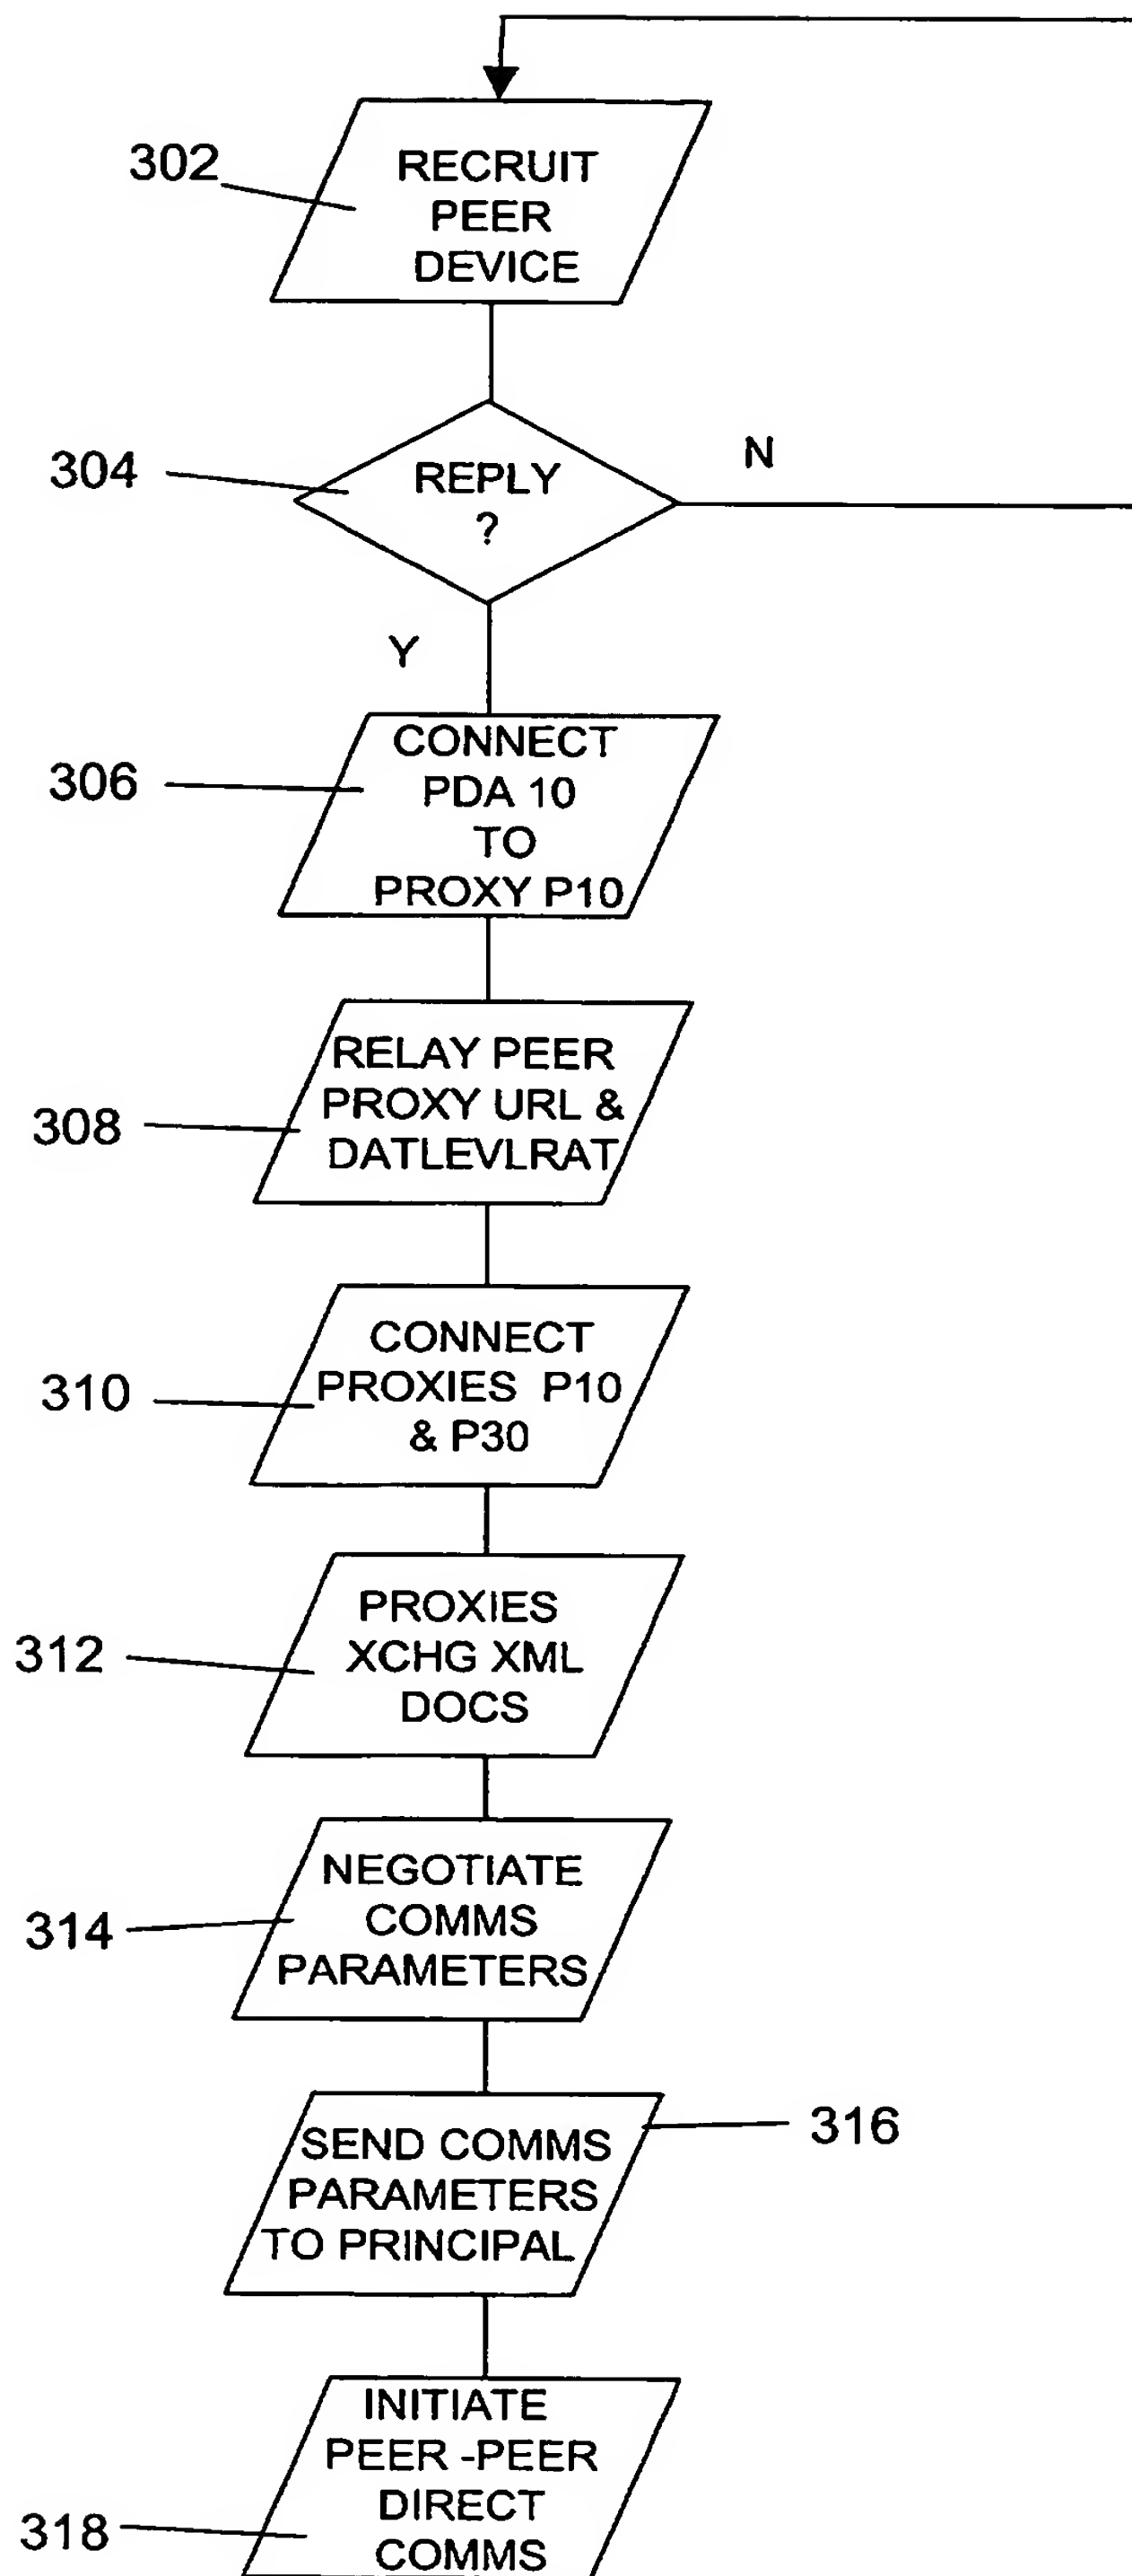 302
RECRUIT
PEER
DEVICE
304
REPLY
?
N
Y
306
CONNECT
PDA 10
TO
PROXY P10
308
RELAY PEER
PROXY URL &
DATLEVLRAT
310
CONNECT
PROXIES P10
& P30
312
PROXIES
XCHG XML
DOCS
314
NEGOTIATE
COMMS
PARAMETERS
316
SEND COMMS
PARAMETERS
TO PRINCIPAL
318
INITIATE
PEER -PEER
DIRECT
COMMS